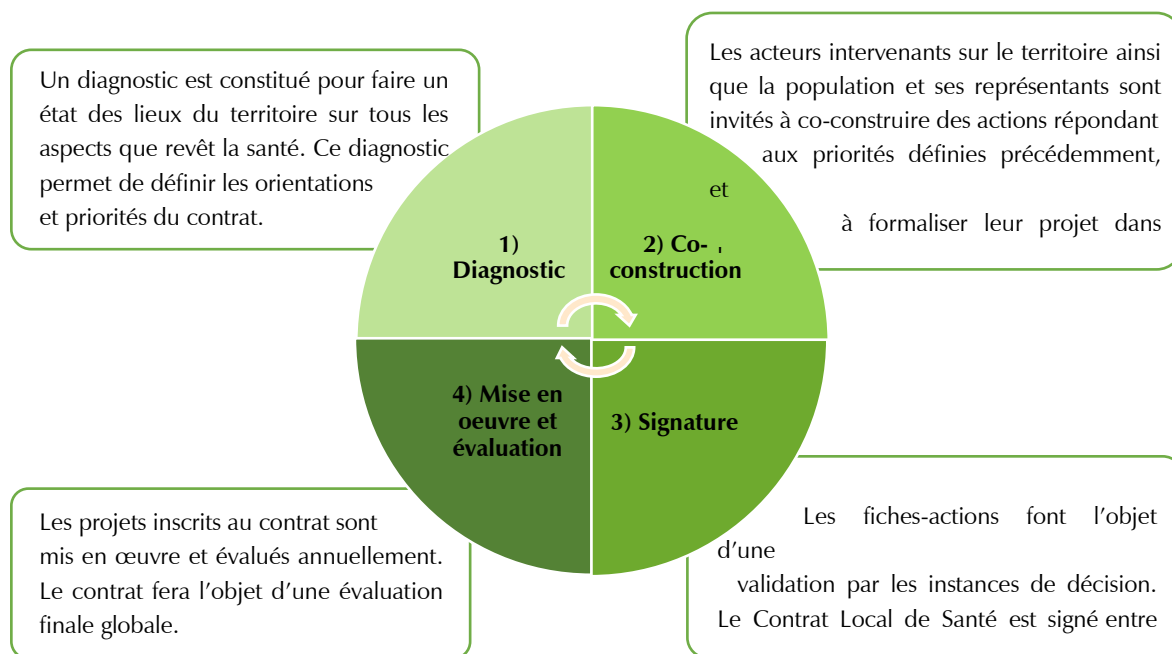 Un diagnostic est constitué pour faire un
état des lieux du territoire sur tous les
aspects que revêt la santé. Ce diagnostic
permet de définir les orientations
et priorités du contrat.
Les acteurs intervenants sur le territoire ainsi
que la population et ses représentants sont
invités à co-construire des actions répondant
aux priorités définies précédemment,
et
à formaliser leur projet dans
1)
Diagnostic
2) Co-
construction
4) Mise en
oeuvre et
évaluation
3) Signature
Les projets inscrits au contrat sont
mis en œuvre et évalués annuellement.
Le contrat fera l’objet d’une évaluation
finale globale.
Les fiches-actions font l’objet
d’une
validation par les instances de décision.
Le Contrat Local de Santé est signé entre